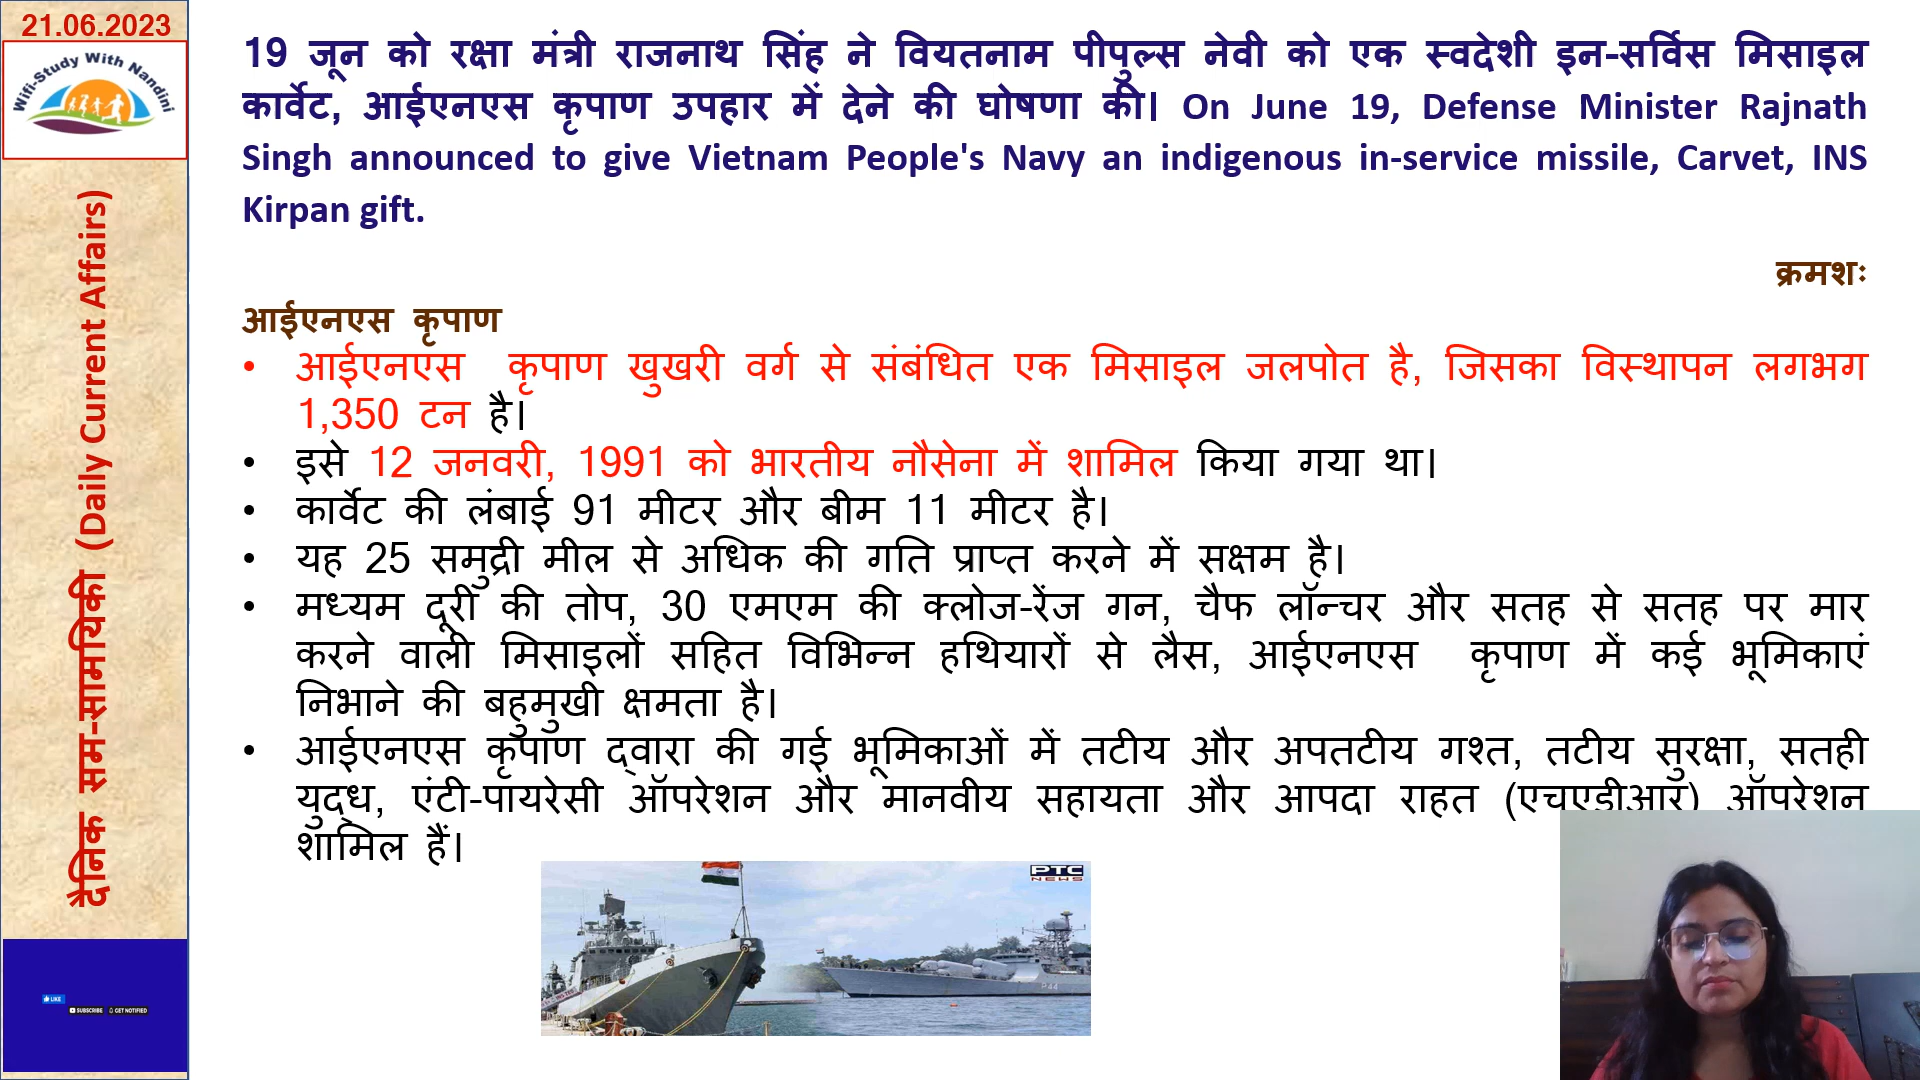 21.06.2023
Wifi-Study With Nandini
दैनिक सम-सामयिकी (Daily Current Affairs)
LIKE
SUBSCRIBE GET NOTIFIED
19 जून को रक्षा मंत्री राजनाथ सिंह ने वियतनाम पीपुल्स नेवी को एक स्वदेशी इन-सर्विस मिसाइल
कार्वेट, आईएनएस कृपाण उपहार में देने की घोषणा की। On June 19, Defense Minister Rajnath
Singh announced to give Vietnam People's Navy an indigenous in-service missile, Carvet, INS
Kirpan gift.
क्रमशः
आईएनएस कृपाण
• आईएनएस कृपाण खुखरी वर्ग से संबंधित एक मिसाइल जलपोत है, जिसका विस्थापन लगभग
1,350 टन है।
• इसे 12 जनवरी, 1991 को भारतीय नौसेना में शामिल किया गया था।
• कार्वेट की लंबाई 91 मीटर और बीम 11 मीटर है।
• यह 25 समुद्री मील से अधिक की गति प्राप्त करने में सक्षम है।
• मध्यम दूरी की तोप, 30 एमएम की क्लोज-रेंज गन, चैफ लॉन्चर और सतह से सतह पर मार
करने वाली मिसाइलों सहित विभिन्न हथियारों से लैस, आईएनएस कृपाण में कई भूमिकाएं
निभाने की बहुमुखी क्षमता है।
• आईएनएस कृपाण द्वारा की गई भूमिकाओं में तटीय और अपतटीय गश्त, तटीय सुरक्षा, सतही
युद्ध, एंटी-पायरेसी ऑपरेशन और मानवीय सहायता और आपदा राहत (एचएडीआर) ऑपरेशन
शामिल हैं।
PTC
NEWS
P44